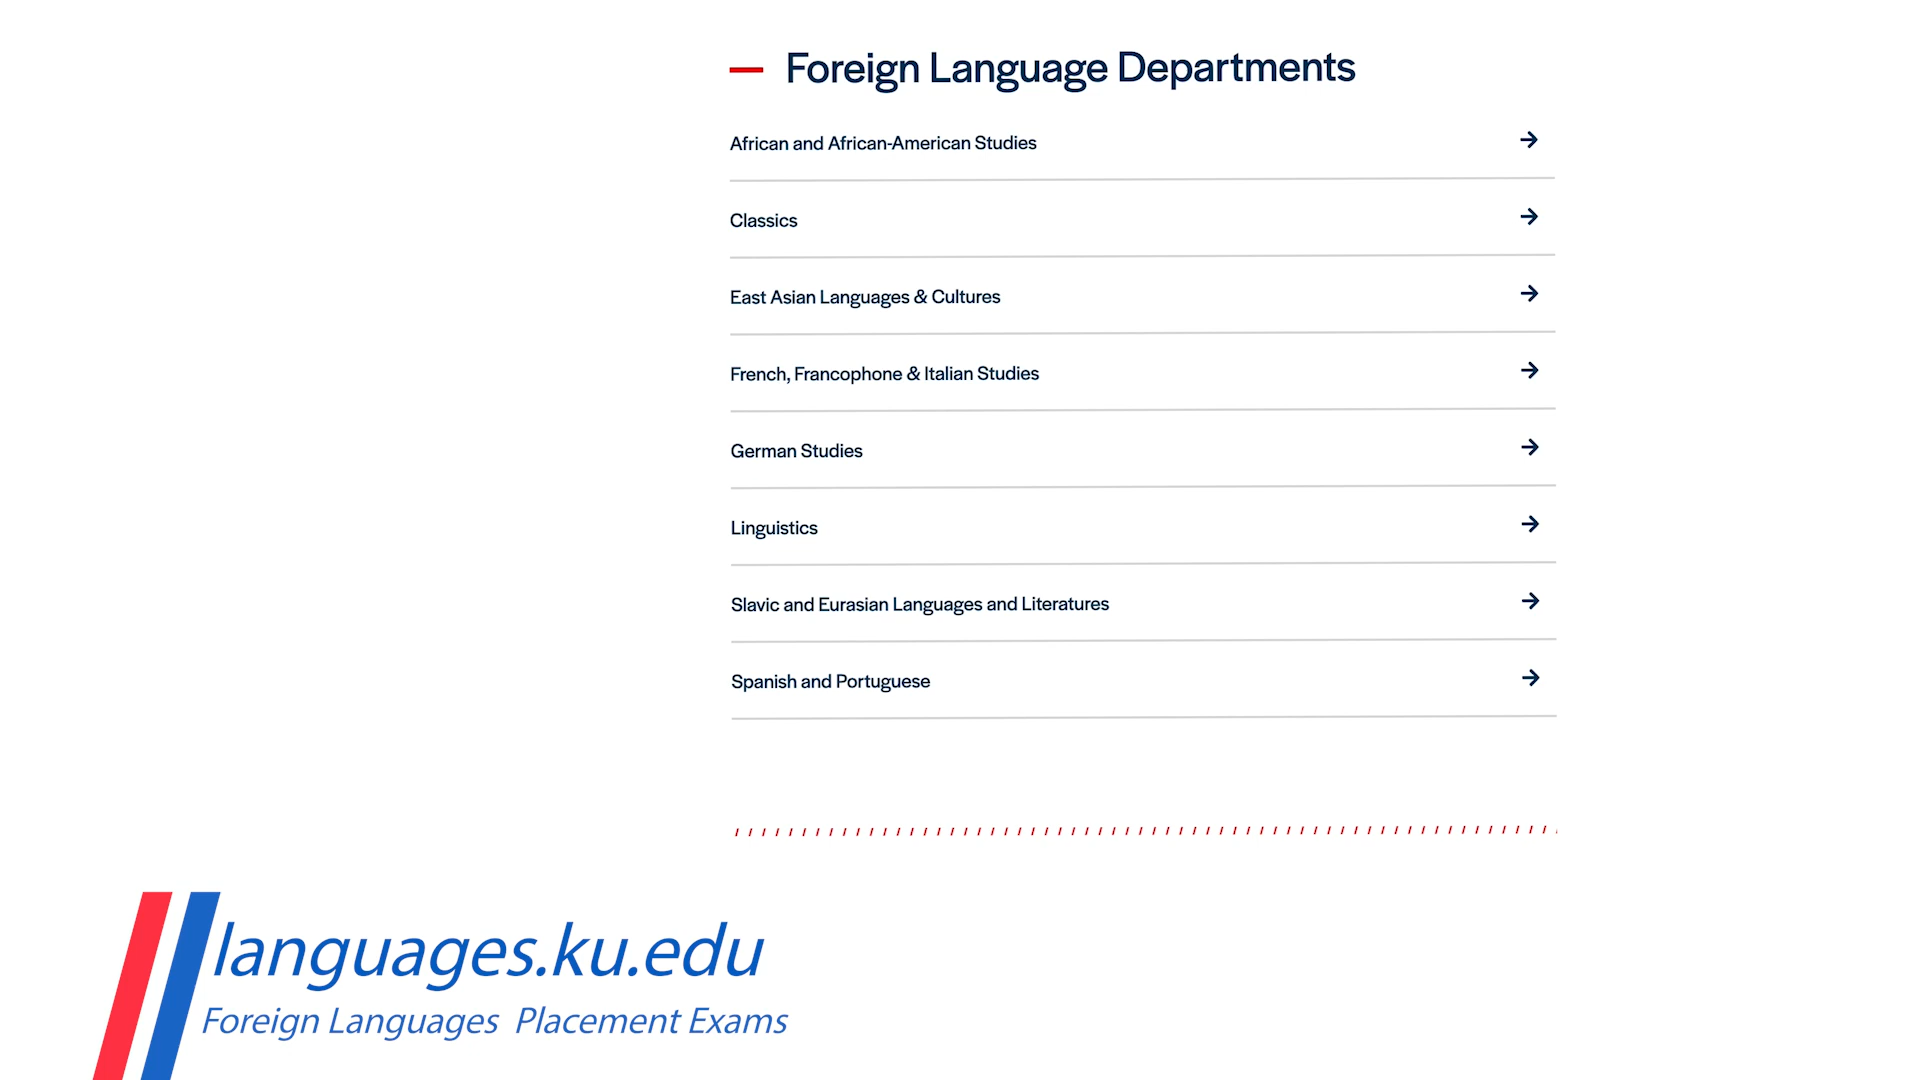 Foreign Language Departments
African and African-American Studies
Classics
East Asian Languages & Cultures
French, Francophone & Italian Studies
German Studies
Linguistics
Slavic and Eurasian Languages and Literatures
Spanish and Portuguese
languages.ku.edu
Foreign Languages Placement Exams